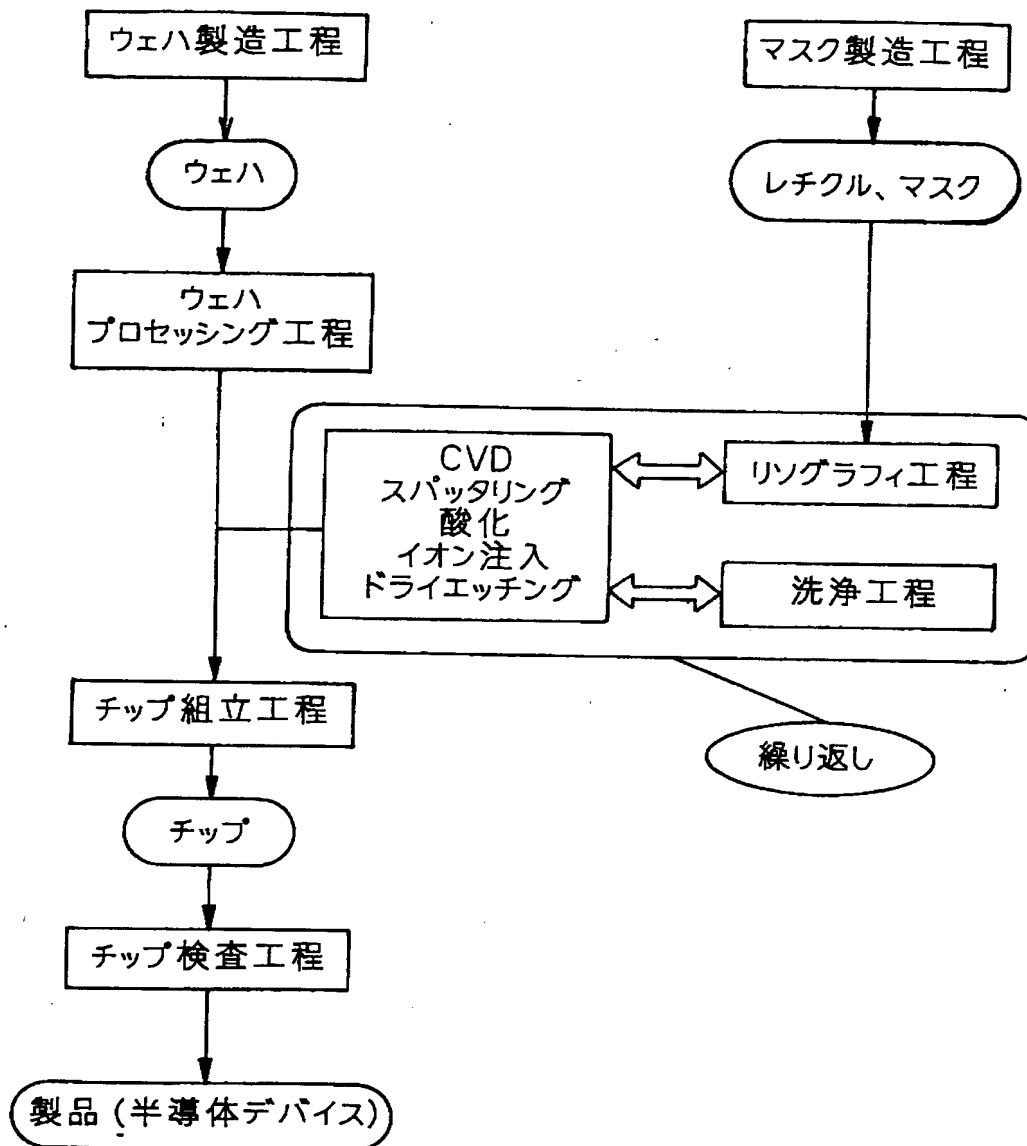 ウェハ製造工程
マスク製造工程
ウェハ
レチクル、マスク
ウェハ
プロセッシング工程
CVD
スパッタリング
酸化
イオン注入
ドライエッチング
リソグラフィ工程
洗浄工程
チップ組立工程
繰り返し
チップ
チップ検査工程
製品(半導体デバイス)